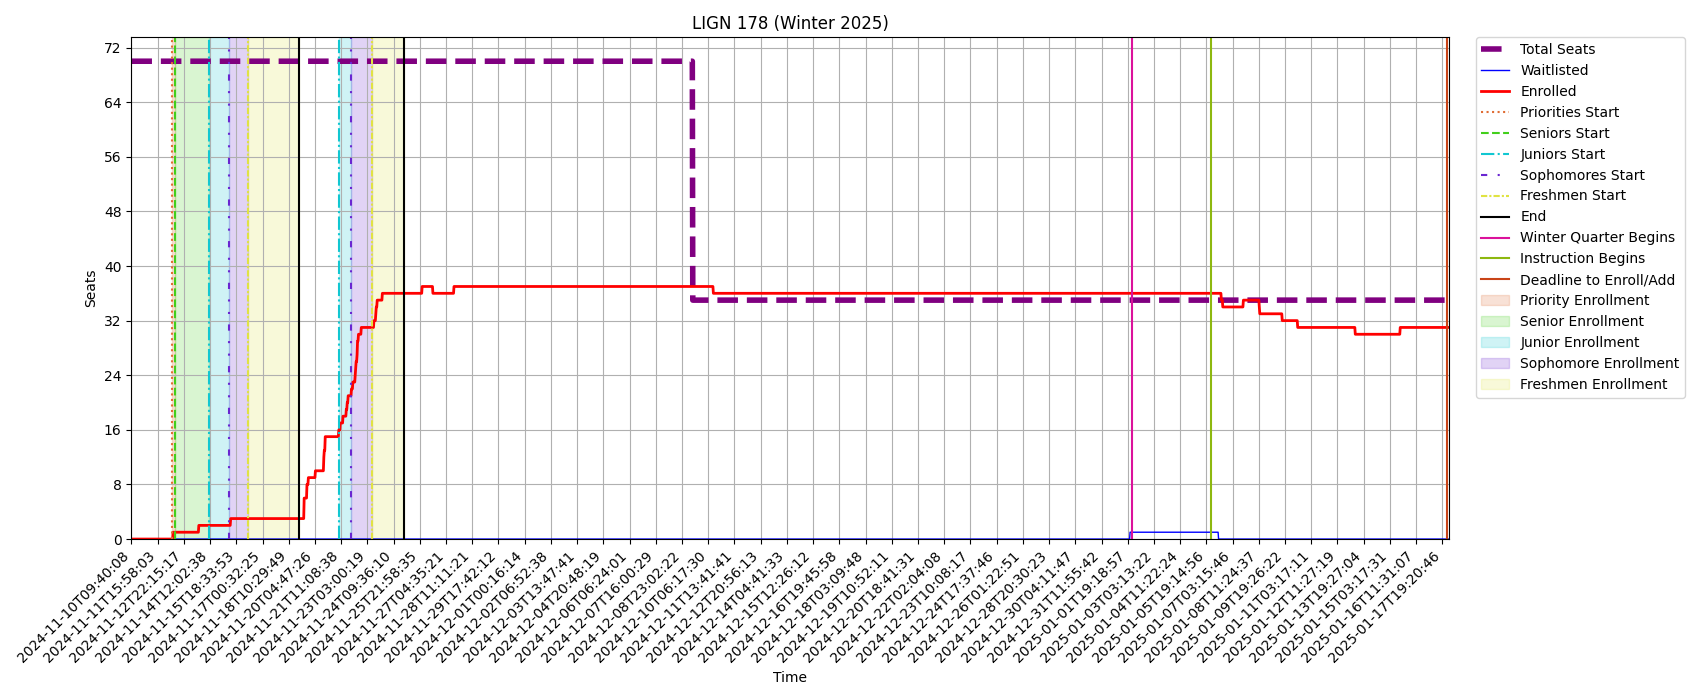 LIGN 178 (Winter 2025)
72
64
56
48
40
32
24
16
8
0
Seats
2024-11-10T09:40:08
2024-11-11T15:58:03
2024-11-12T22:15:17
2024-11-14T12:02:38
2024-11-15T18:33:53
2024-11-17T00:32:25
2024-11-18T10:29:49
2024-11-20T04:47:26
2024-11-21T11:08:38
2024-11-23T03:00:19
2024-11-24T09:36:10
2024-11-25T21:58:35
2024-11-27T04:35:21
2024-11-28T11:11:21
2024-11-29T17:42:12
2024-12-01T00:16:14
2024-12-02T06:52:38
2024-12-03T13:47:41
2024-12-04T20:48:19
2024-12-06T06:24:01
2024-12-07T16:00:29
2024-12-08T23:02:22
2024-12-10T06:17:30
2024-12-11T13:41:41
2024-12-12T20:56:13
2024-12-14T04:41:33
2024-12-15T12:26:12
2024-12-16T19:45:58
2024-12-18T03:09:48
2024-12-19T10:52:11
2024-12-20T18:41:31
2024-12-22T02:04:08
2024-12-23T10:08:17
2024-12-24T17:37:46
2024-12-26T01:22:51
2024-12-28T20:30:23
2024-12-30T04:11:47
2024-12-31T11:55:42
2025-01-01T19:18:57
2025-01-03T03:13:22
2025-01-04T11:22:24
2025-01-05T19:14:56
2025-01-07T03:15:46
2025-01-08T11:24:37
2025-01-09T19:26:22
2025-01-11T03:17:11
2025-01-12T11:27:19
2025-01-13T19:27:04
2025-01-15T03:17:31
2025-01-16T11:31:07
2025-01-17T19:20:46
Time
Total Seats
Waitlisted
Enrolled
Priorities Start
Seniors Start
Juniors Start
Sophomores Start
Freshmen Start
End
Winter Quarter Begins
Instruction Begins
Deadline to Enroll/Add
Priority Enrollment
Senior Enrollment
Junior Enrollment
Sophomore Enrollment
Freshmen Enrollment